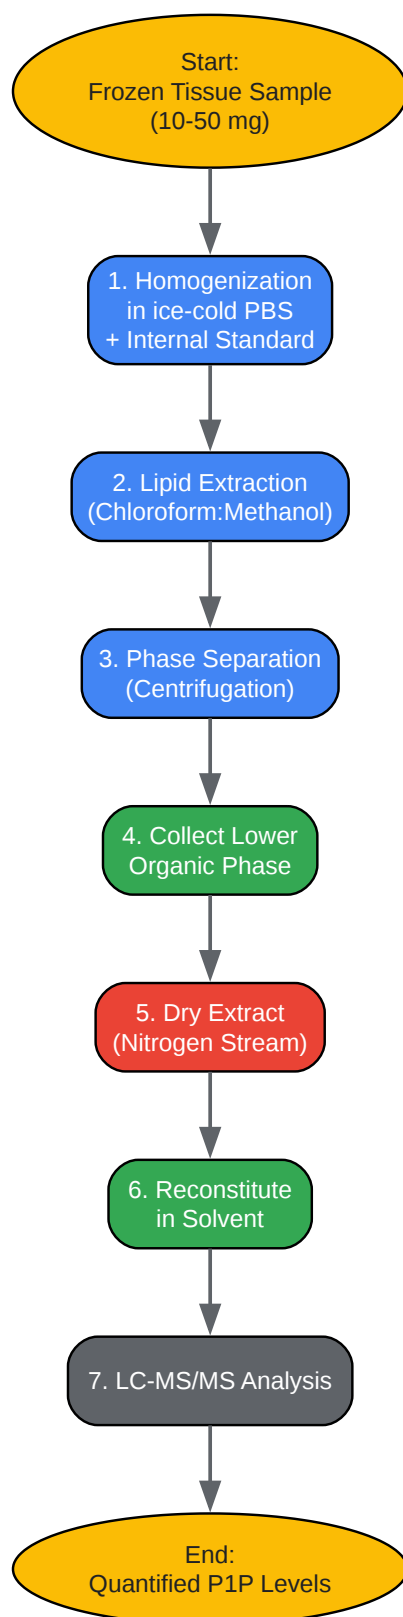 Start:
Frozen Tissue Sample
(10-50 mg)
1. Homogenization
in ice-cold PBS
+ Internal Standard
2. Lipid Extraction
(Chloroform:Methanol)
3. Phase Separation
(Centrifugation)
4. Collect Lower
Organic Phase
5. Dry Extract
(Nitrogen Stream)
6. Reconstitute
in Solvent
7. LC-MS/MS Analysis
End:
Quantified P1P Levels